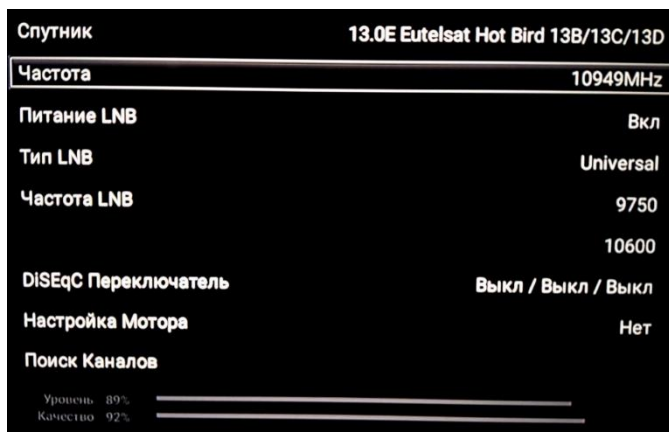 Спутник 13.0E Eutelsat Hot Bird 13B/13C/13D
Частота 10949MHz
Питание LNB Вкл
Тип LNB Universal
Частота LNB 9750
10600
DiSEqC Переключатель Выкл / Выкл / Выкл
Настройка Мотора Нет
Поиск Каналов
Уровень 89%
Качество 92%